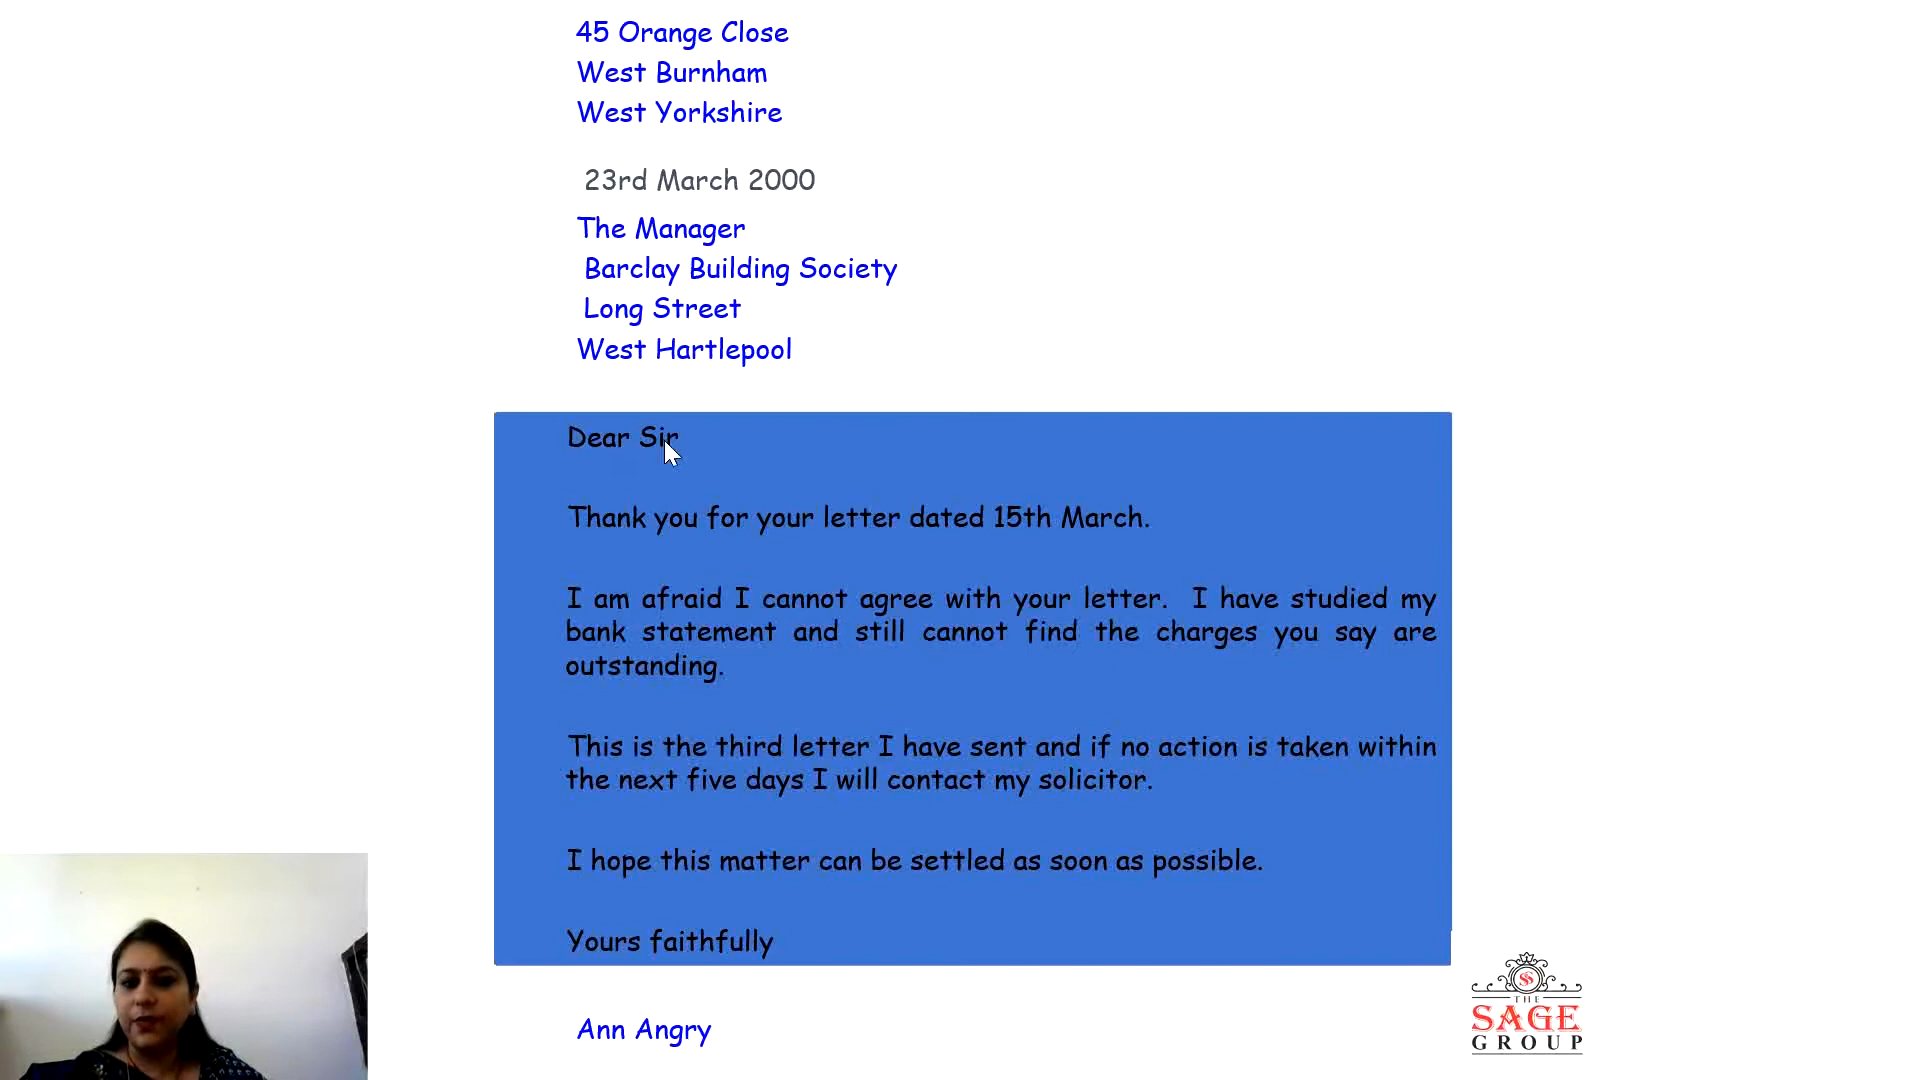 45 Orange Close
West Burnham
West Yorkshire
23rd March 2000
The Manager
Barclay Building Society
Long Street
West Hartlepool
Dear Sir
Thank you for your letter dated 15th March.
I am afraid I cannot agree with your letter. I have studied my
bank statement and still cannot find the charges you say are
outstanding.
This is the third letter I have sent and if no action is taken within
the next five days I will contact my solicitor.
I hope this matter can be settled as soon as possible.
Yours faithfully
Ann Angry
SS
THE
SAGE
GROUP